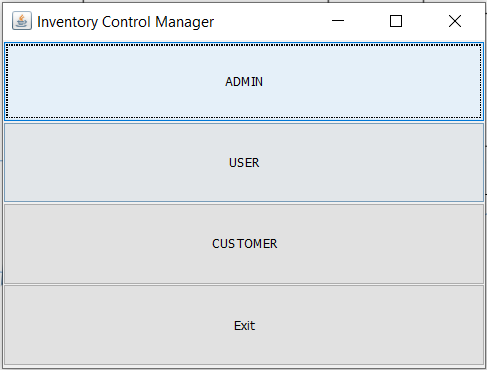 Inventory Control Manager
ADMIN
USER
CUSTOMER
Exit